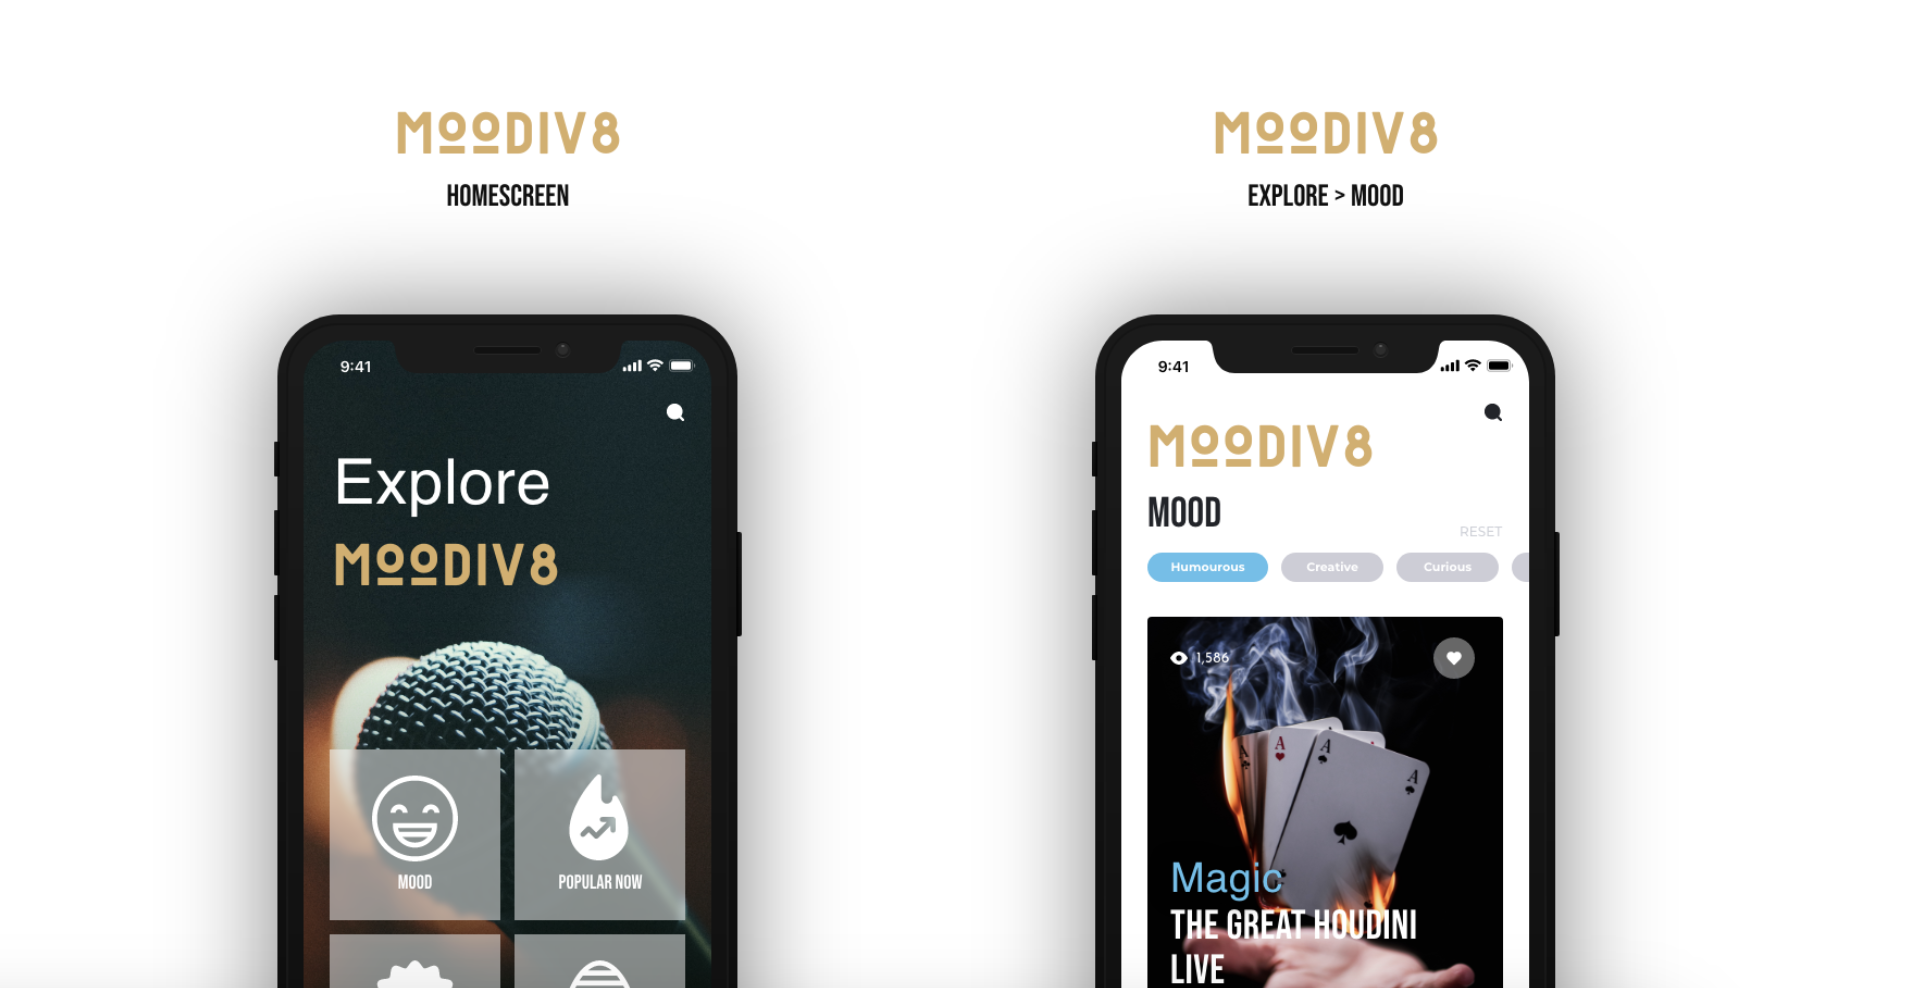 MOODIV8
HOMESCREEN
9:41
Explore
MOODIV8
MOOD
POPULAR NOW
MOODIV8
EXPLORE > MOOD
9:41
MOODIV8
MOOD
RESET
Humourous
Creative
Curious
1,586
A
A
A
A
Magic
THE GREAT HOUDINI
LIVE